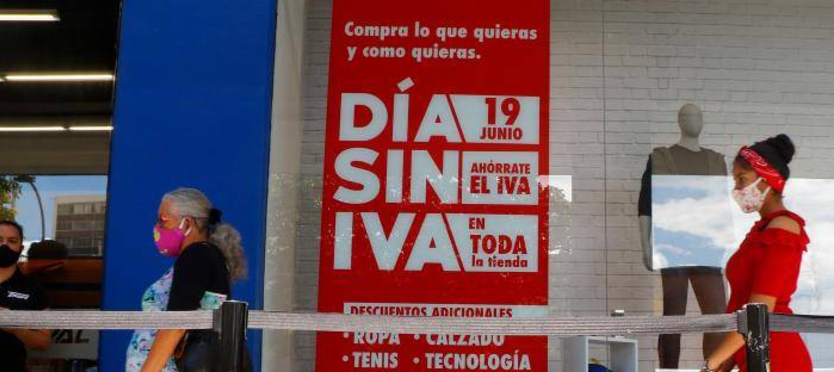 Compra lo que quieras
y como quieras.
DÍA
19
JUNIO
SIN
AHÓRRATE
EL IVA
IVA
EN
TODA
la tienda
DESCUENTOS ADICIONALES
• ROPA • CALZADO
• TENIS • TECNOLOGÍA